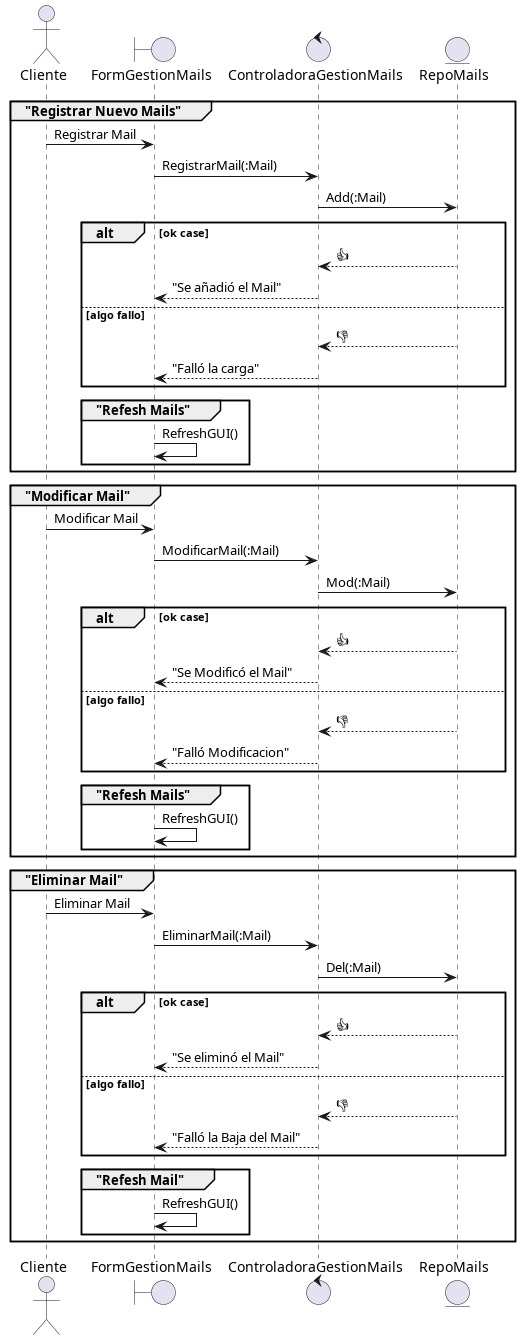 Cliente FormGestionMails ControladoraGestionMails RepoMails
"Registrar Nuevo Mails"
Registrar Mail
RegistrarMail(:Mail)
Add(:Mail)
alt [ok case]
👍
"Se añadió el Mail"
[algo fallo]
👎
"Falló la carga"
"Refesh Mails"
RefreshGUI()
"Modificar Mail"
Modificar Mail
ModificarMail(:Mail)
Mod(:Mail)
alt [ok case]
👍
"Se Modificó el Mail"
[algo fallo]
👎
"Falló Modificacion"
"Refesh Mails"
RefreshGUI()
"Eliminar Mail"
Eliminar Mail
EliminarMail(:Mail)
Del(:Mail)
alt [ok case]
👍
"Se eliminó el Mail"
[algo fallo]
👎
"Falló la Baja del Mail"
"Refesh Mail"
RefreshGUI()
Cliente FormGestionMails ControladoraGestionMails RepoMails